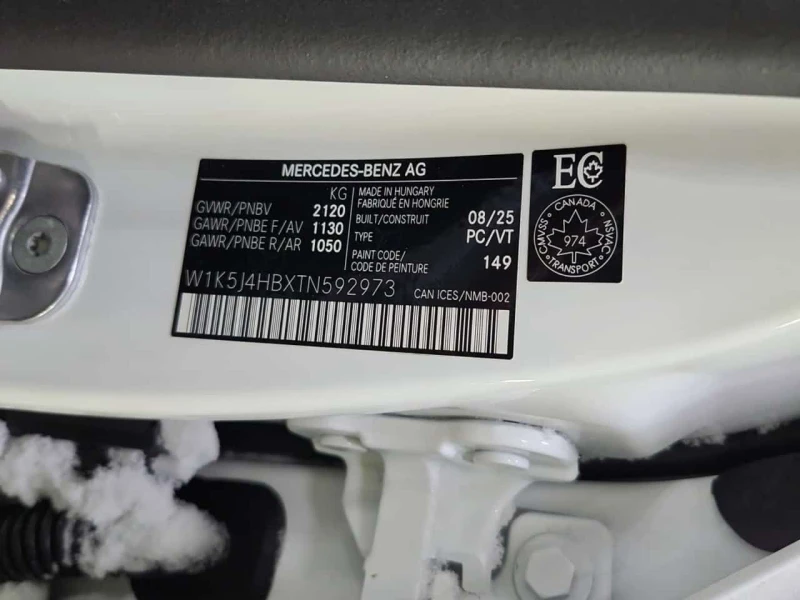 MERCEDES-BENZ AG
KG
GVWR/PNBV 2120
GAWR/PNBE F/AV 1130
GAWR/PNBE R/AR 1050
MADE IN HUNGARY
FABRIQUÉ EN HONGRIE
BUILT/CONSTRUIT 08/25
TYPE PC/VT
PAINT CODE/
CODE DE PEINTURE 149
W1K5J4HBXTN592973
CAN ICES/NMB-002
EC
CANADA
CMVSS 974 NSVAC
TRANSPORT